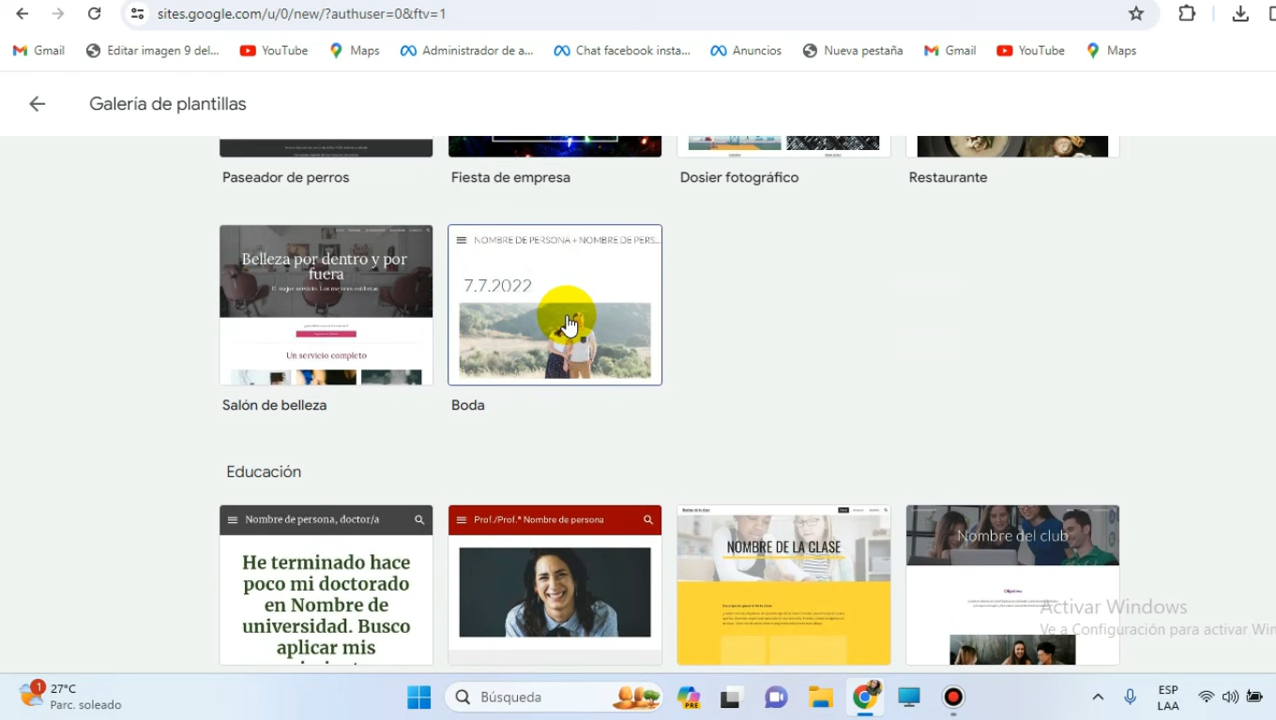 sites.google.com/u/0/new/?authuser=0&ftv=1
Gmail
Editar imagen 9 del...
YouTube
Maps
Administrador de a...
Chat facebook insta...
Anuncios
Nueva pestaña
Gmail
YouTube
Maps
Galería de plantillas
Paseador de perros
Fiesta de empresa
Dosier fotográfico
Restaurante
Belleza por dentro y por
fuera
Un servicio completo
NOMBRE DE PERSONA + NOMBRE DE PERS...
7.7.2022
Salón de belleza
Boda
Educación
Nombre de persona, doctor/a
He terminado hace
poco mi doctorado
en Nombre de
universidad. Busco
aplicar mis
Prof./Prof.ª Nombre de persona
NOMBRE DE LA CLASE
Nombre del club
Activar Windows
Ve a Configuración para activar Win
1
27°C
Parc. soleado
Búsqueda
PRE
ESP
LAA